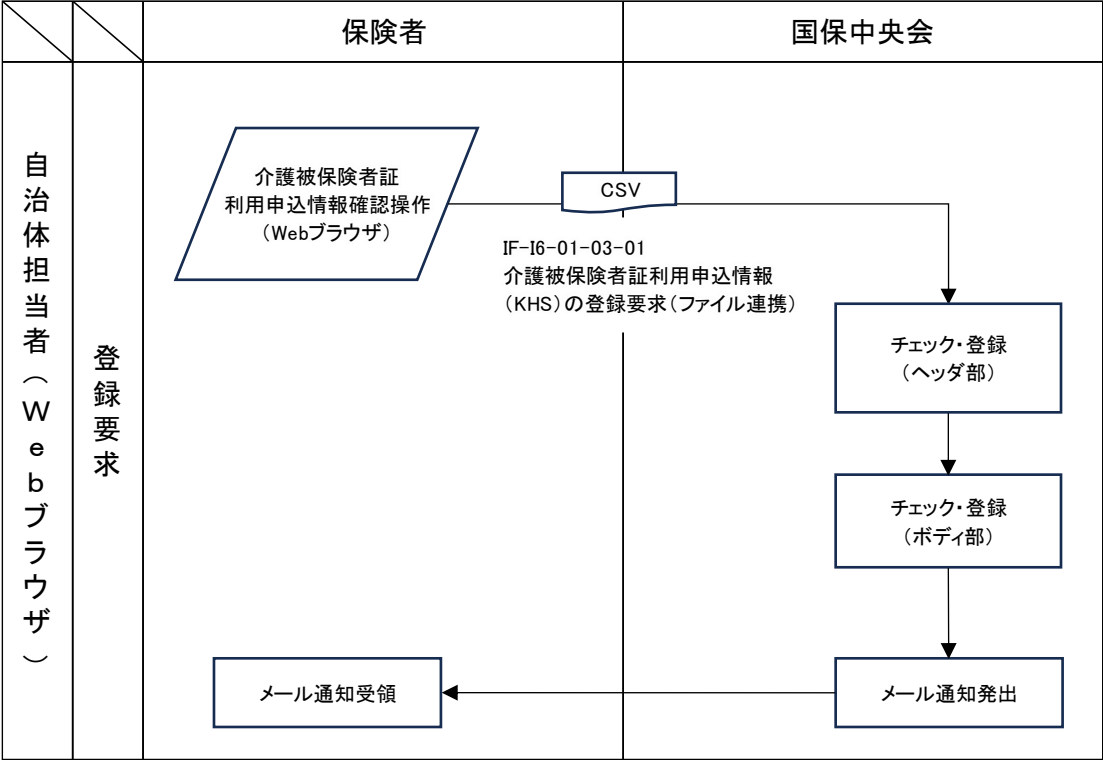 保険者
国保中央会
自治体担当者（Ｗｅｂブラウザ）
登録要求
介護被保険者証
利用申込情報確認操作
（Webブラウザ）
CSV
IF-I6-01-03-01
介護被保険者証利用申込情報
（KHS）の登録要求（ファイル連携）
チェック・登録
（ヘッダ部）
チェック・登録
（ボディ部）
メール通知受領
メール通知発出